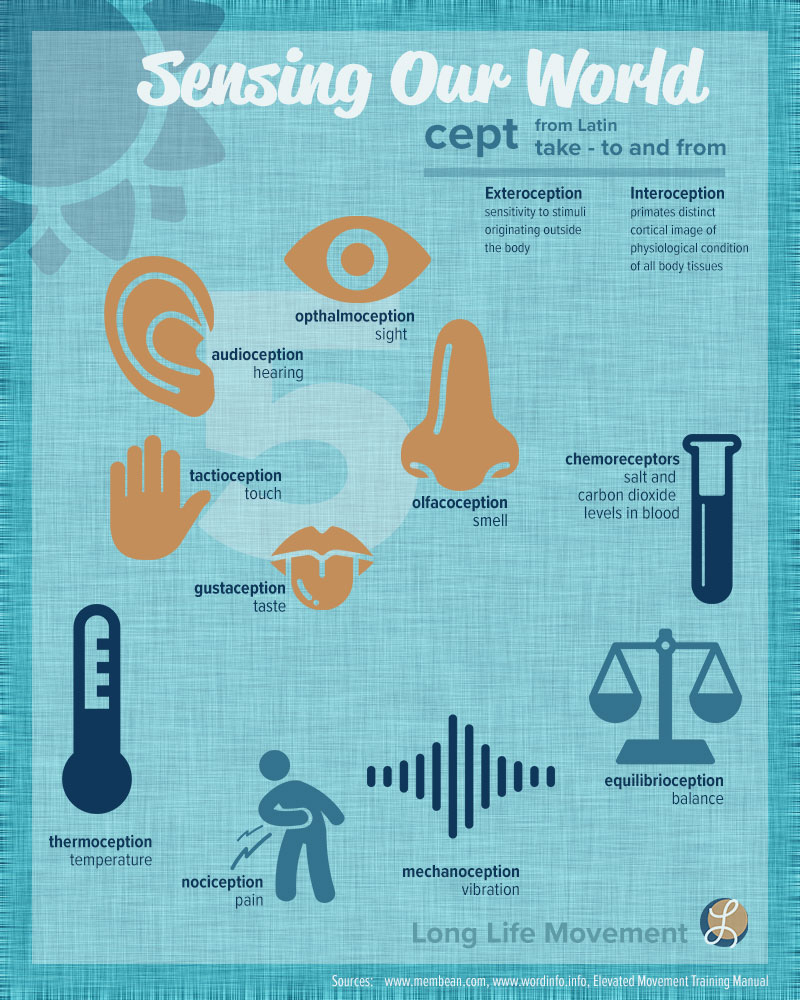 Sensing Our World
cept
from Latin
take - to and from
Exteroception
sensitivity to stimuli
originating outside
the body
Interoception
primates distinct
cortical image of
physiological condition
of all body tissues
5
opthalmoception
sight
audioception
hearing
tactioception
touch
olfacoception
smell
chemoreceptors
salt and
carbon dioxide
levels in blood
gustaception
taste
equilibrioception
balance
thermoception
temperature
nociception
pain
mechanoception
vibration
Long Life Movement
L
Sources: www.membean.com, www.wordinfo.info, Elevated Movement Training Manual